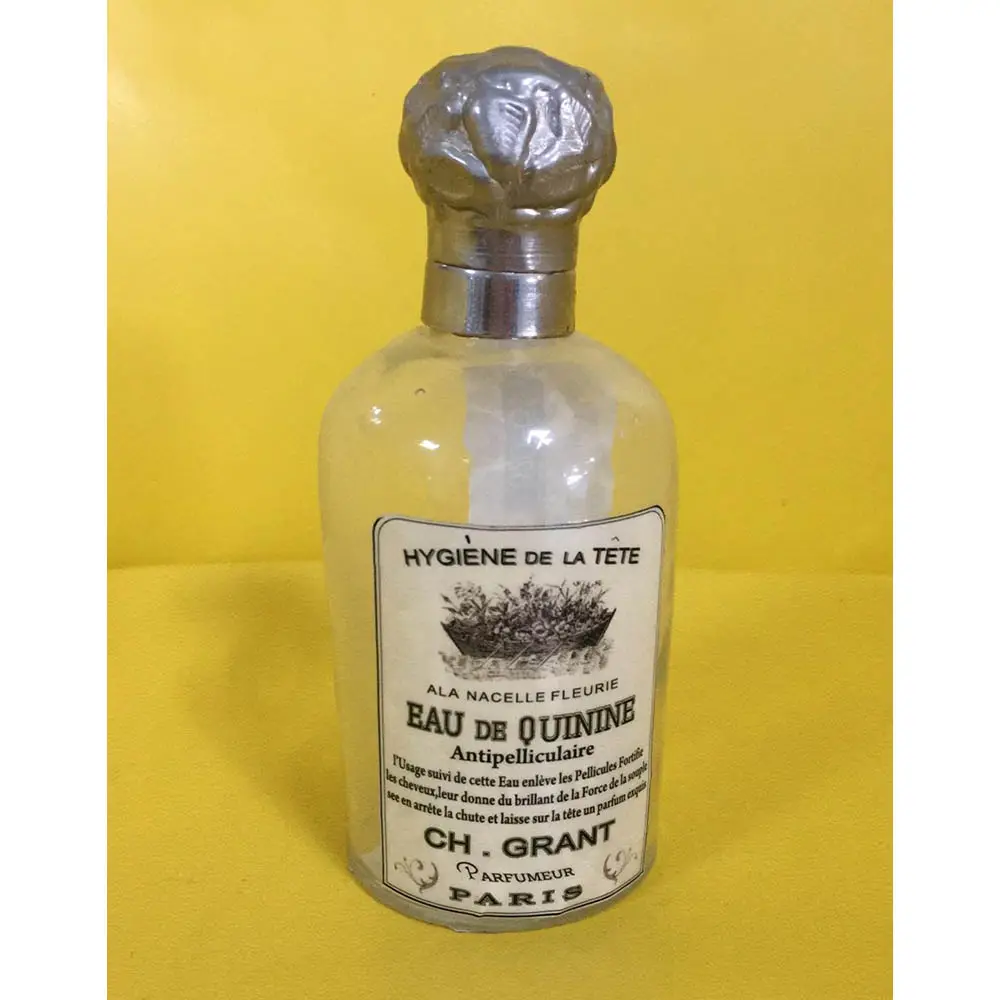 HYGIÈNE DE LA TÊTE
ALA NACELLE FLEURIE
EAU DE QUININE
Antipelliculaire
l'Usage suivi de cette Eau enlève les Pellicules Fortifie
les cheveux,leur donne du brillant de la Force de la souple
see en arrête la chute et laisse sur la tête un parfum exquis
CH . GRANT
PARFUMEUR
PARIS